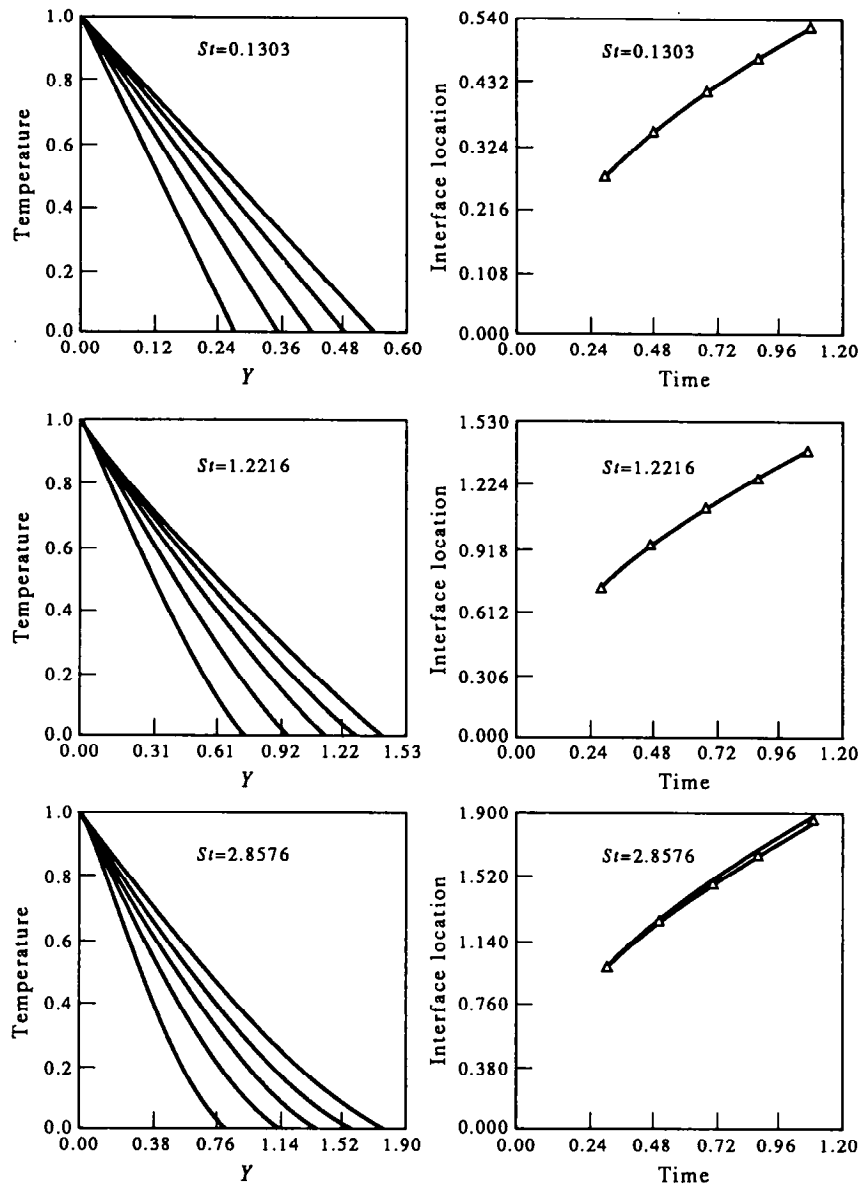 1.0
0.8
0.6
0.4
0.2
0.0
Temperature
St=0.1303
0.00 0.12 0.24 0.36 0.48 0.60
Y
0.540
0.432
0.324
0.216
0.108
0.000
Interface location
St=0.1303
0.00 0.24 0.48 0.72 0.96 1.20
Time
1.0
0.8
0.6
0.4
0.2
0.0
Temperature
St=1.2216
0.00 0.31 0.61 0.92 1.22 1.53
Y
1.530
1.224
0.918
0.612
0.306
0.000
Interface location
St=1.2216
0.00 0.24 0.48 0.72 0.96 1.20
Time
1.0
0.8
0.6
0.4
0.2
0.0
Temperature
St=2.8576
0.00 0.38 0.76 1.14 1.52 1.90
Y
1.900
1.520
1.140
0.760
0.380
0.000
Interface location
St=2.8576
0.00 0.24 0.48 0.72 0.96 1.20
Time